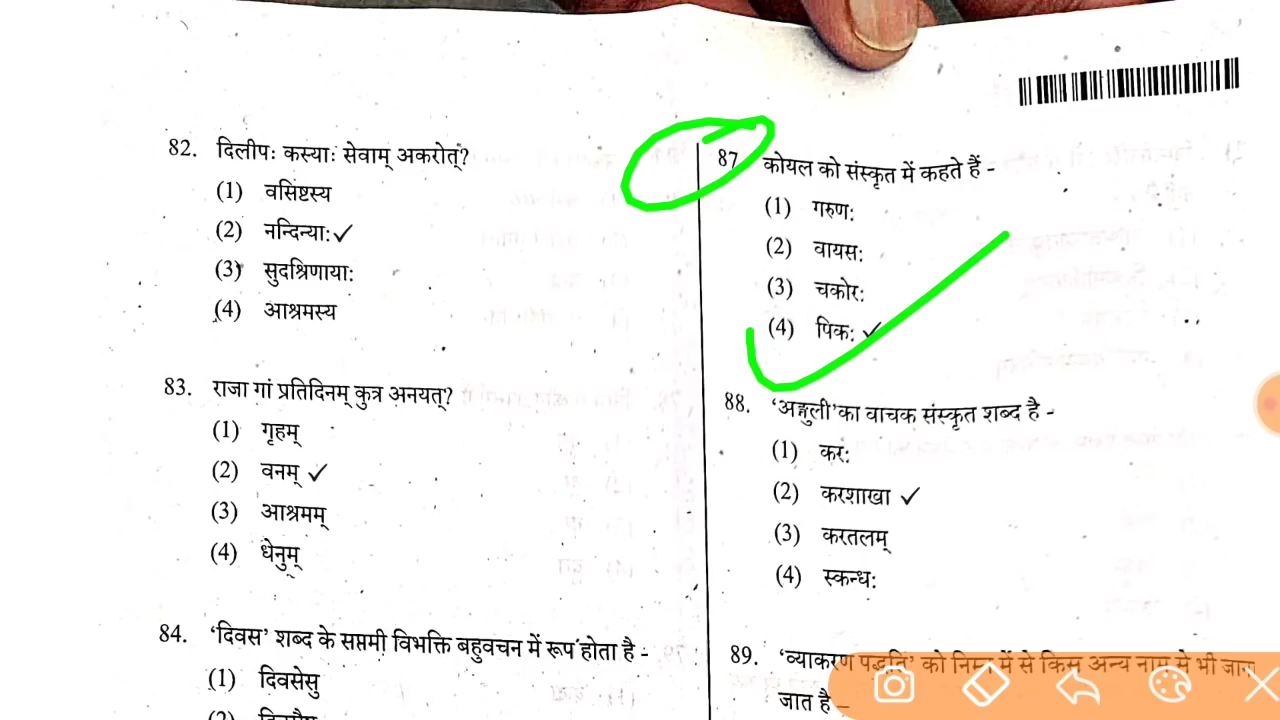 82. दिलीपः कस्याः सेवाम् अकरोत्?
(1) वसिष्टस्य
(2) नन्दिन्याः ✓
(3) सुदश्रिणायाः
(4) आश्रमस्य
83. राजा गां प्रतिदिनम् कुत्र अनयत्?
(1) गृहम्
(2) वनम् ✓
(3) आश्रमम्
(4) धेनुम्
84. 'दिवस' शब्द के सप्तमी विभक्ति बहुवचन में रूप होता है -
(1) दिवसेसु
87. कोयल को संस्कृत में कहते हैं -
(1) गरुणः
(2) वायसः
(3) चकोरः
(4) पिकः ✓
88. 'अङ्गुली' का वाचक संस्कृत शब्द है -
(1) करः
(2) करशाखा ✓
(3) करतलम्
(4) स्कन्धः
89. 'व्याकरण पद्धति' को निम्न में से किस अन्य नाम से भी
जात है –